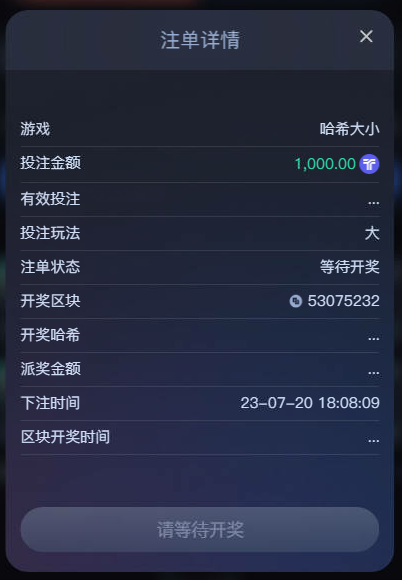 注单详情
游戏 哈希大小
投注金额 1,000.00
有效投注 ...
投注玩法 大
注单状态 等待开奖
开奖区块 53075232
开奖哈希 ...
派奖金额 ...
下注时间 23-07-20 18:08:09
区块开奖时间 ...
请等待开奖